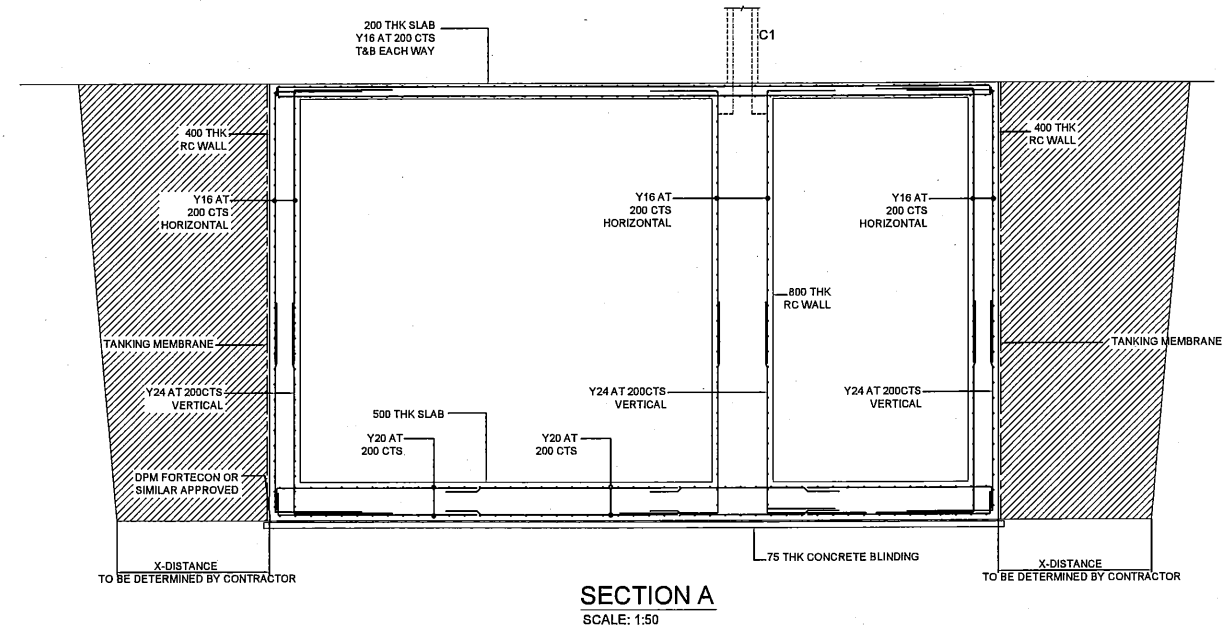 200 THK SLAB
Y16 AT 200 CTS
T&B EACH WAY
C1
400 THK
RC WALL
400 THK
RC WALL
Y16 AT
200 CTS
HORIZONTAL
Y16 AT
200 CTS
HORIZONTAL
Y16 AT
200 CTS
HORIZONTAL
800 THK
RC WALL
TANKING MEMBRANE
TANKING MEMBRANE
Y24 AT 200CTS
VERTICAL
Y24 AT 200CTS
VERTICAL
Y24 AT 200CTS
VERTICAL
500 THK SLAB
Y20 AT
200 CTS
Y20 AT
200 CTS
DPM FORTECON OR
SIMILAR APPROVED
75 THK CONCRETE BLINDING
X-DISTANCE
TO BE DETERMINED BY CONTRACTOR
X-DISTANCE
TO BE DETERMINED BY CONTRACTOR
SECTION A
SCALE: 1:50